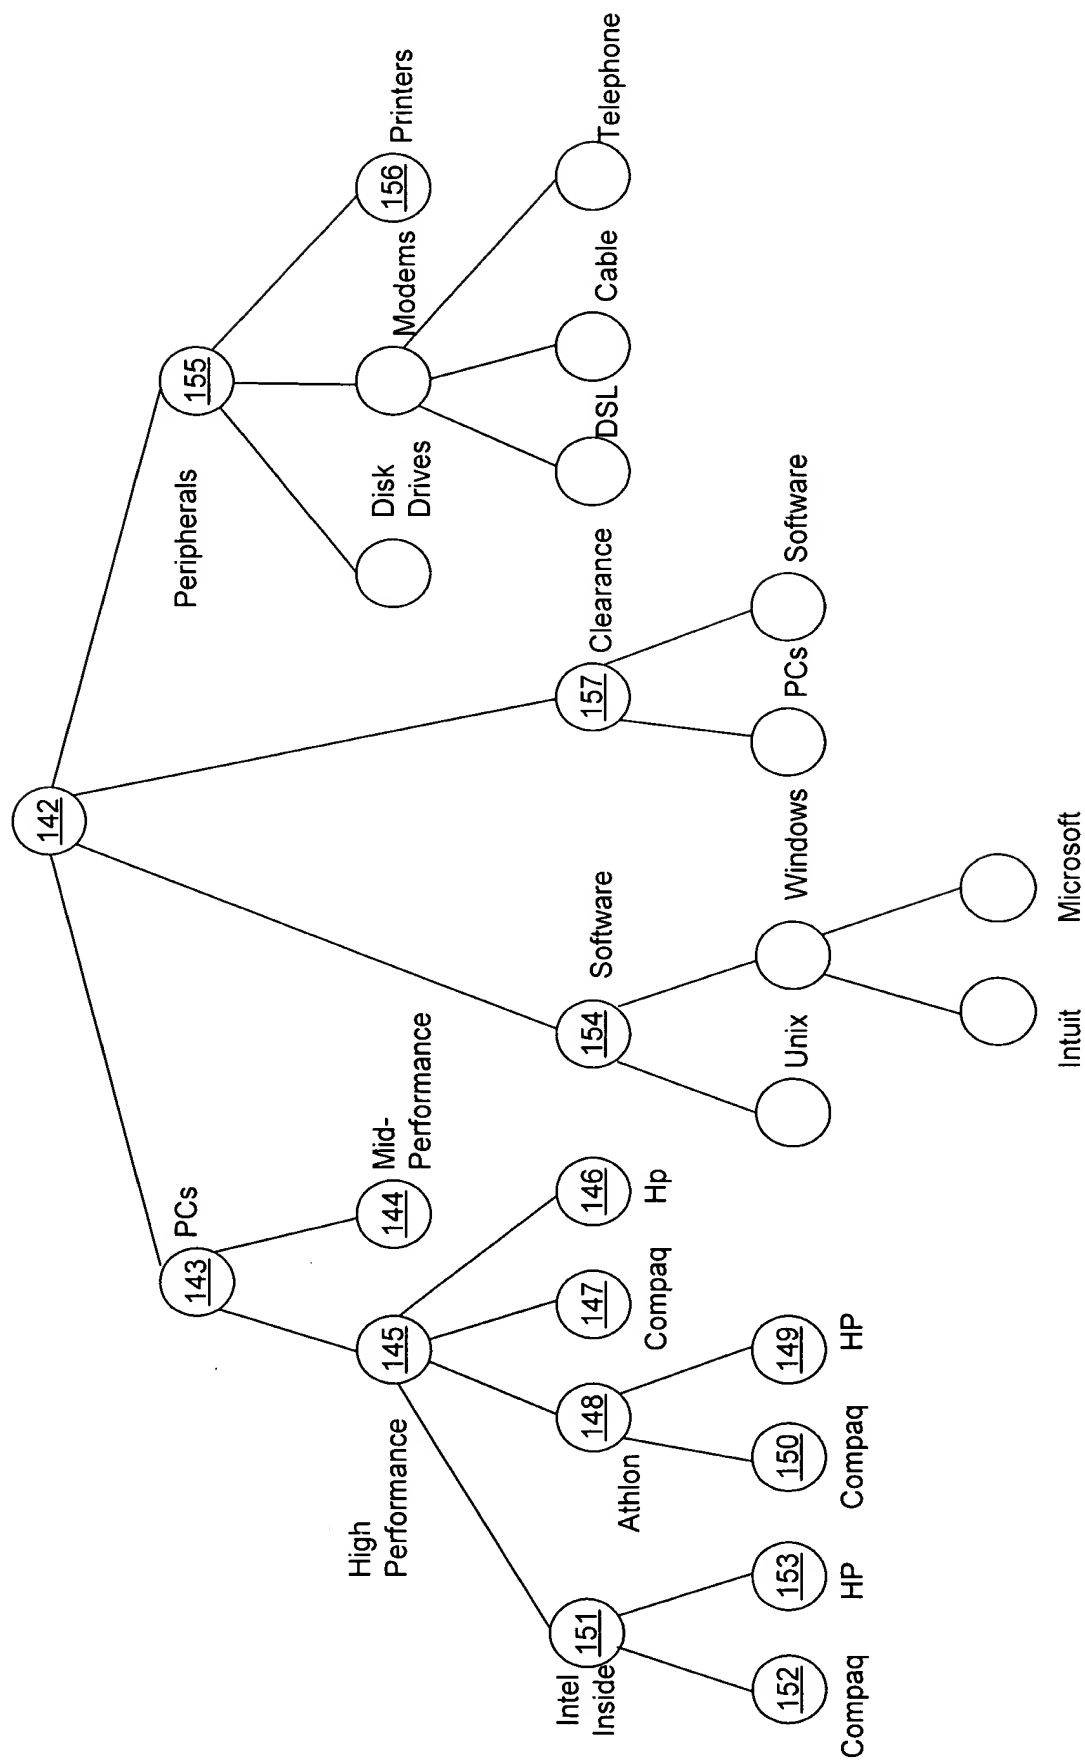 142
143
PCs
155
Peripherals
145
High
Performance
144
Mid-
Performance
Disk
Drives
Modems
156
Printers
151
Intel
Inside
148
Athlon
147
Compaq
146
Hp
154
Software
157
Clearance
DSL
Cable
Telephone
152
Compaq
153
HP
150
Compaq
149
HP
Unix
Windows
PCs
Software
Intuit
Microsoft